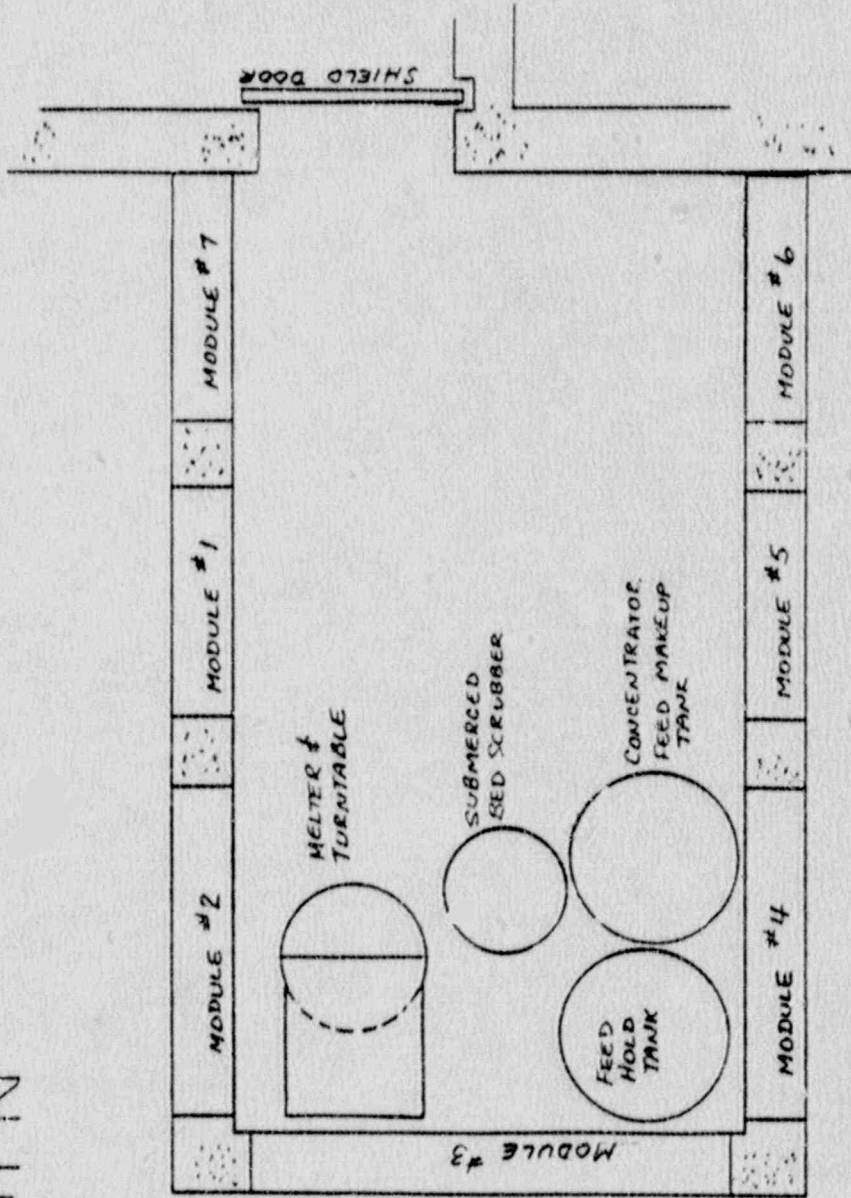 SHIELD DOOR
MODULE #7
MODULE #1
MODULE #2
MODULE #3
MODULE #4
MODULE #5
MODULE #6
MELTER &
TURNTABLE
SUBMERGED
BED SCRUBBER
CONCENTRATOR
FEED MAKEUP
TANK
FEED
HOLD
TANK